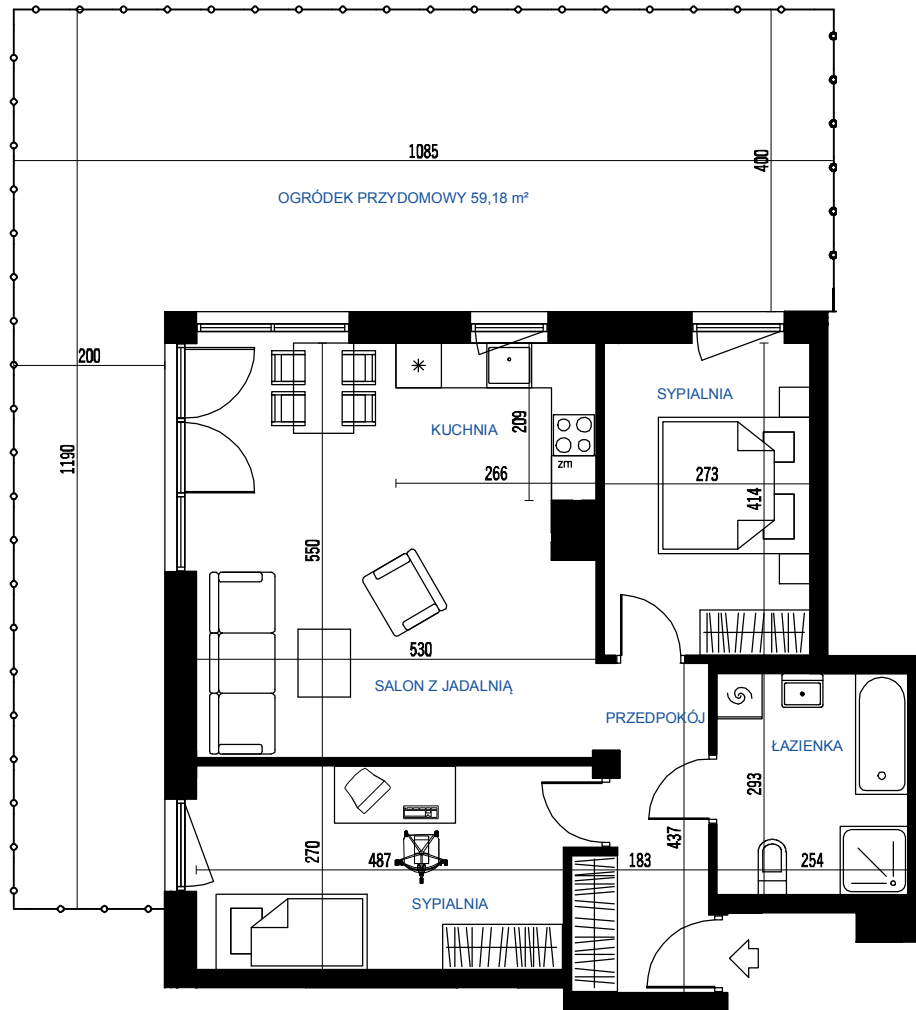 1085
400
OGRÓDEK PRZYDOMOWY 59,18 m²
200
SYPIALNIA
KUCHNIA
209
1190
zm
266
273
414
550
530
SALON Z JADALNIĄ
PRZEDPOKÓJ
ŁAZIENKA
293
437
270
487
183
254
SYPIALNIA